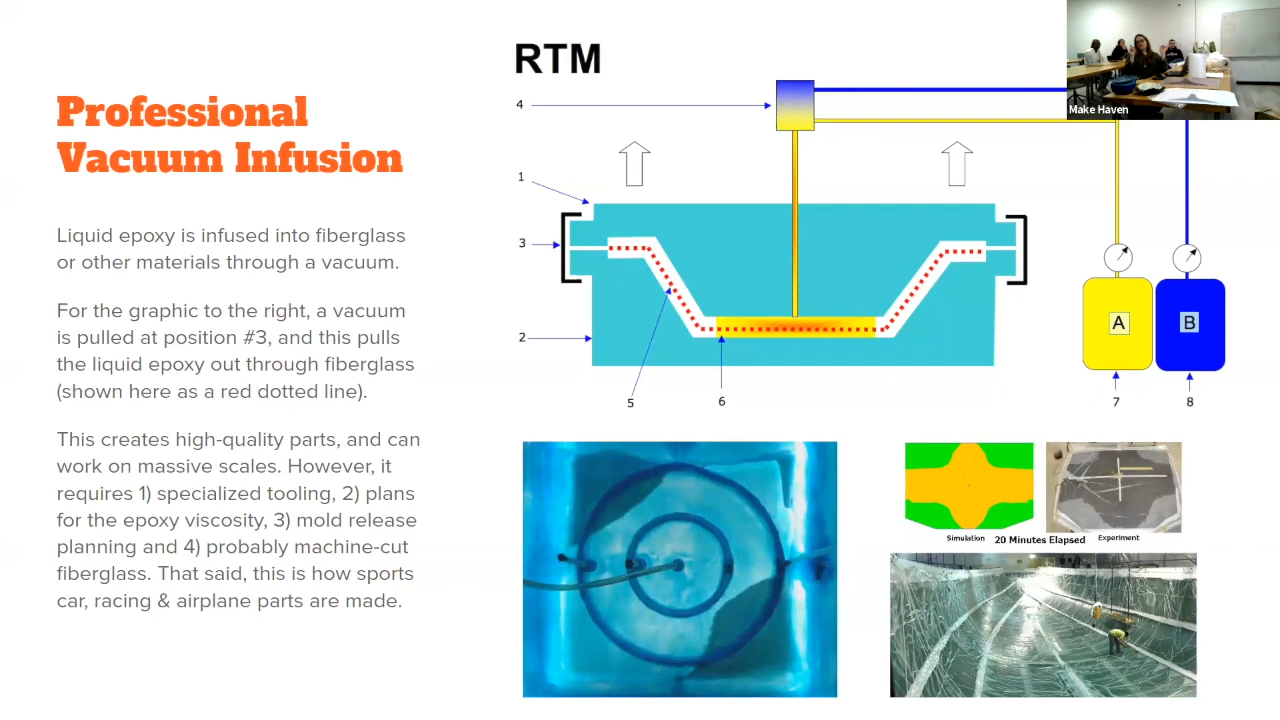 Professional
Vacuum Infusion
Liquid epoxy is infused into fiberglass
or other materials through a vacuum.
For the graphic to the right, a vacuum
is pulled at position #3, and this pulls
the liquid epoxy out through fiberglass
(shown here as a red dotted line).
This creates high-quality parts, and can
work on massive scales. However, it
requires 1) specialized tooling, 2) plans
for the epoxy viscosity, 3) mold release
planning and 4) probably machine-cut
fiberglass. That said, this is how sports
car, racing & airplane parts are made.
RTM
4
1
3
2
5
6
A
B
7
8
Simulation
20 Minutes Elapsed
Experiment
Make Haven